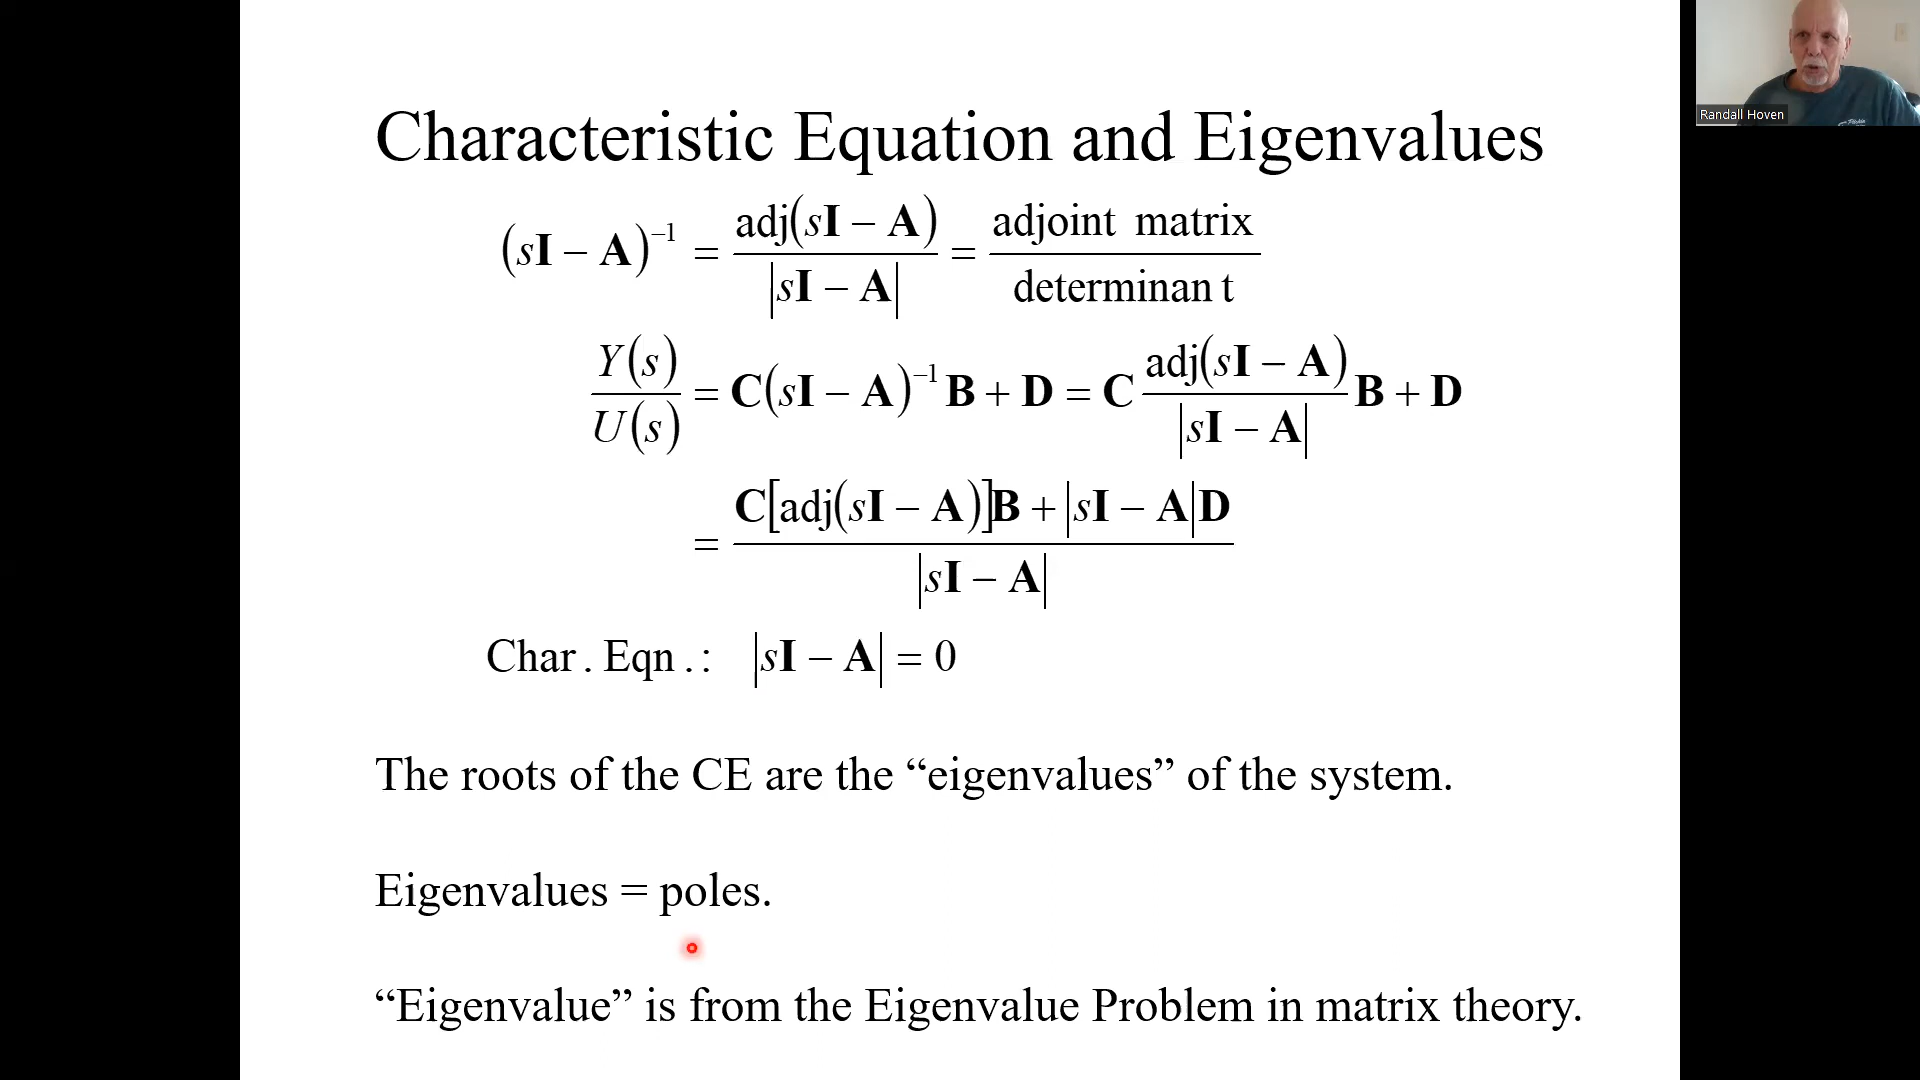 Characteristic Equation and Eigenvalues
(sI − A)⁻¹ = adj(sI − A) / |sI − A| = adjoint matrix / determinan t
Y(s) / U(s) = C(sI − A)⁻¹ B + D = C adj(sI − A) / |sI − A| B + D
= C[adj(sI − A)]B + |sI − A|D / |sI − A|
Char. Eqn.: |sI − A| = 0
The roots of the CE are the “eigenvalues” of the system.
Eigenvalues = poles.
“Eigenvalue” is from the Eigenvalue Problem in matrix theory.
Randall Hoven